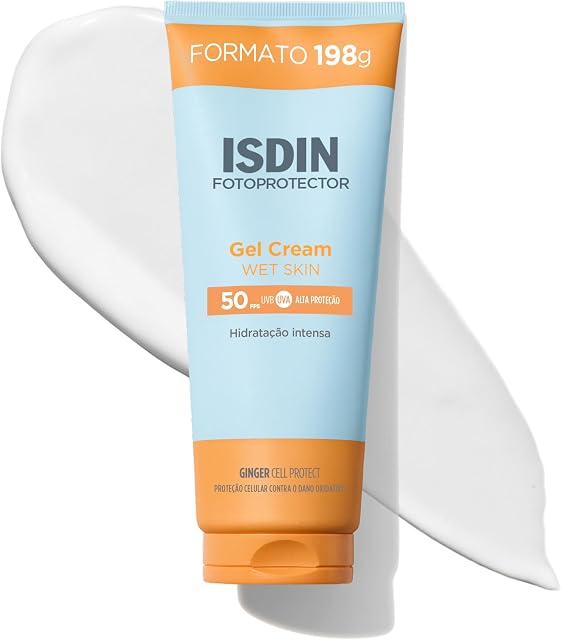 FORMATO 198g
ISDIN
FOTOPROTECTOR
Gel Cream
WET SKIN
50 FPS UVB UVA ALTA PROTEÇÃO
Hidratação intensa
GINGER CELL PROTECT
PROTEÇÃO CELULAR CONTRA O DANO OXIDATIVO